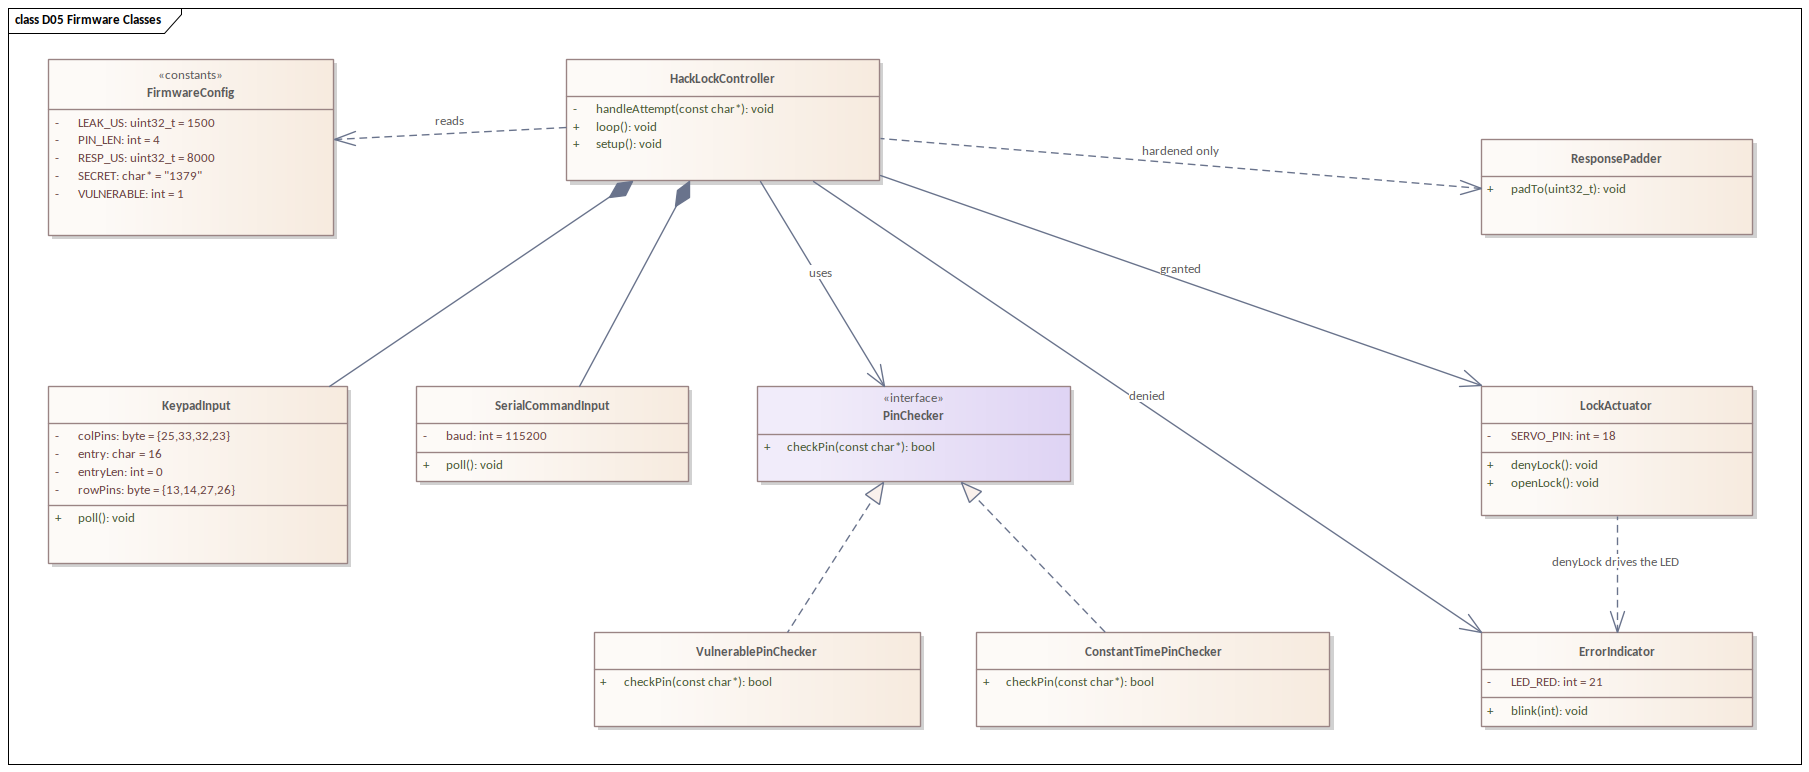 class D05 Firmware Classes
«constants»
FirmwareConfig
- LEAK_US: uint32_t = 1500
- PIN_LEN: int = 4
- RESP_US: uint32_t = 8000
- SECRET: char* = "1379"
- VULNERABLE: int = 1
reads
HackLockController
- handleAttempt(const char*): void
+ loop(): void
+ setup(): void
hardened only
ResponsePadder
+ padTo(uint32_t): void
uses
granted
denied
KeypadInput
- colPins: byte = {25,33,32,23}
- entry: char = 16
- entryLen: int = 0
- rowPins: byte = {13,14,27,26}
+ poll(): void
SerialCommandInput
- baud: int = 115200
+ poll(): void
«interface»
PinChecker
+ checkPin(const char*): bool
LockActuator
- SERVO_PIN: int = 18
+ denyLock(): void
+ openLock(): void
denyLock drives the LED
VulnerablePinChecker
+ checkPin(const char*): bool
ConstantTimePinChecker
+ checkPin(const char*): bool
ErrorIndicator
- LED_RED: int = 21
+ blink(int): void